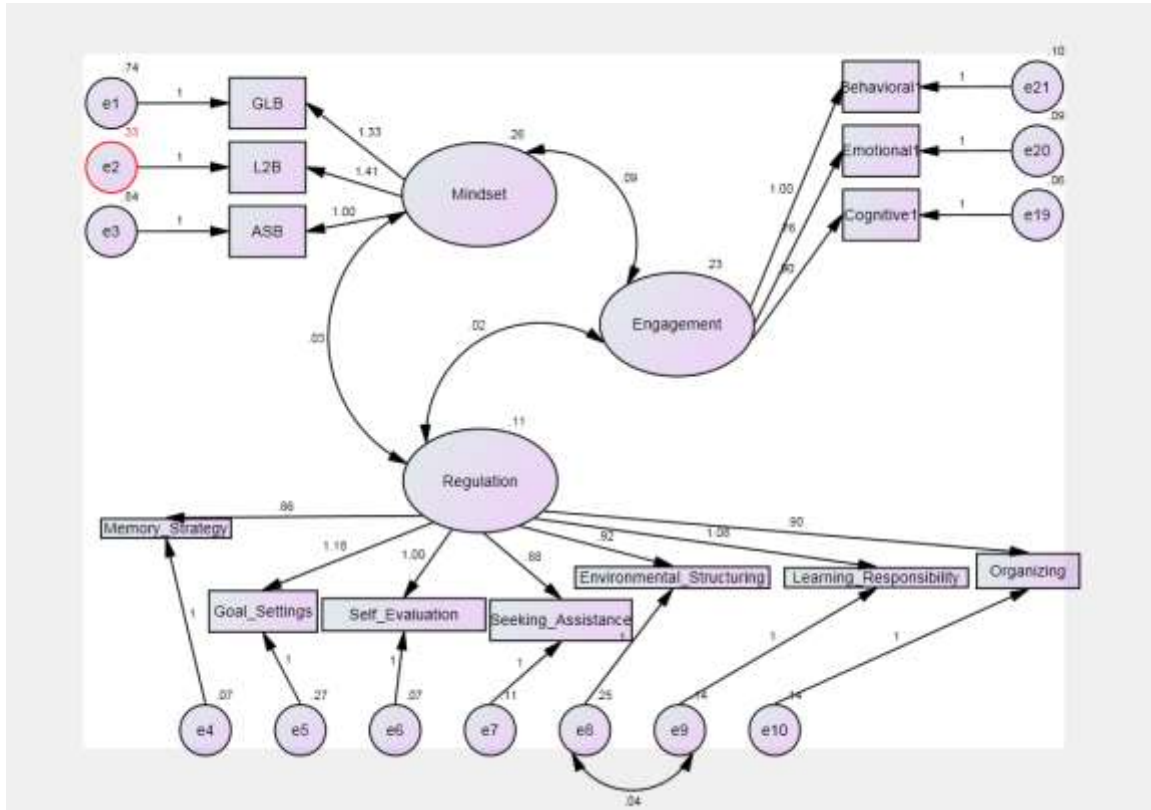 .74
.10
e1
1
GLB
Behavioral1
1
e21
.33
1.33
.26
.09
e2
1
L2B
1.41
Mindset
.09
Emotional1
1
e20
.84
1.00
1.00
.76
.06
e3
1
ASB
Cognitive1
1
e19
.80
.23
Engagement
.03
.02
.11
Regulation
.86
Memory_Strategy
1.18
1.00
.88
.92
1.08
.90
Environmental_Structuring
Learning_Responsibility
Organizing
Goal_Settings
Self_Evaluation
Seeking_Assistance
1
1
1
1
1
1
1
.07
.27
.07
.11
.25
.14
.14
e4
e5
e6
e7
e8
e9
e10
.04